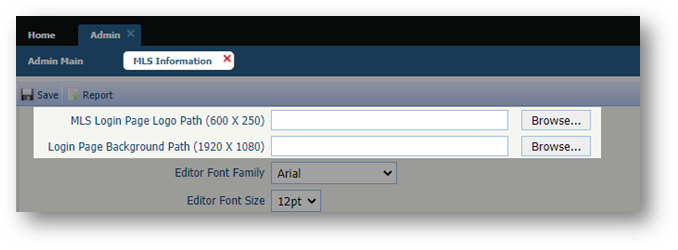 Home Admin ×
Admin Main MLS Information ×
Save Report
MLS Login Page Logo Path (600 X 250) Browse...
Login Page Background Path (1920 X 1080) Browse...
Editor Font Family Arial
Editor Font Size 12pt